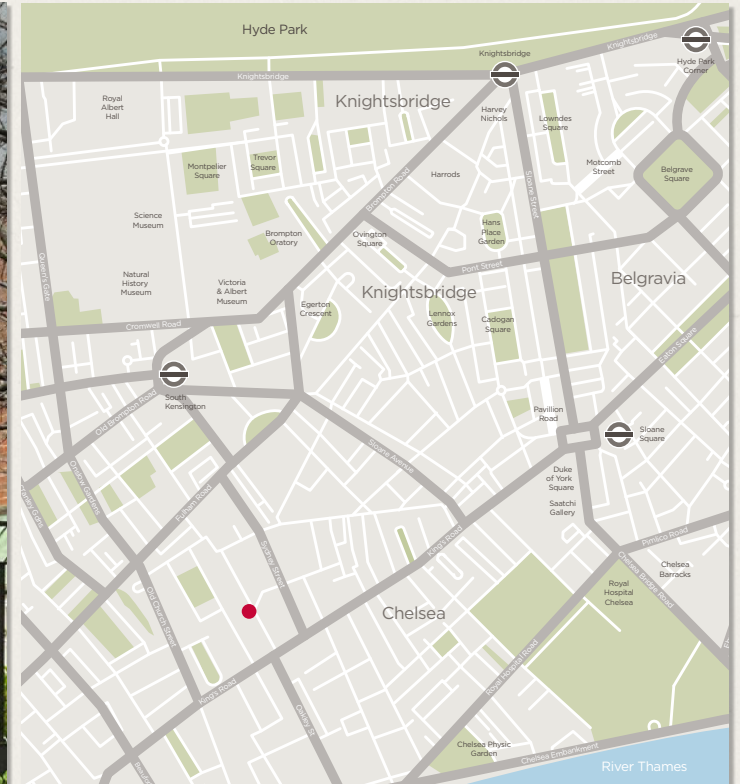 Hyde Park
Knightsbridge
Knightsbridge
Hyde Park
Corner
Knightsbridge
Royal
Albert
Hall
Knightsbridge
Harvey
Nichols
Lowndes
Square
Montpelier
Square
Trevor
Square
Harrods
Motcomb
Street
Belgrave
Square
Brompton Road
Sloane Street
Science
Museum
Brompton
Oratory
Ovington
Square
Hans
Place
Garden
Queen's Gate
Natural
History
Museum
Victoria
& Albert
Museum
Pont Street
Belgravia
Knightsbridge
Egerton
Crescent
Lennox
Gardens
Cadogan
Square
Cromwell Road
Eaton Square
South
Kensington
Old Brompton Road
Pavillion
Road
Sloane
Square
Sloane Avenue
Onslow Gardens
Fulham Road
Duke
of York
Square
Saatchi
Gallery
King's Road
Pimlico Road
Sydney Street
Chelsea Bridge Road
Chelsea
Barracks
Royal
Hospital
Chelsea
Old Church Street
Chelsea
Royal Hospital Road
King's Road
Oakley St
Chelsea Physic
Garden
Chelsea Embankment
River Thames